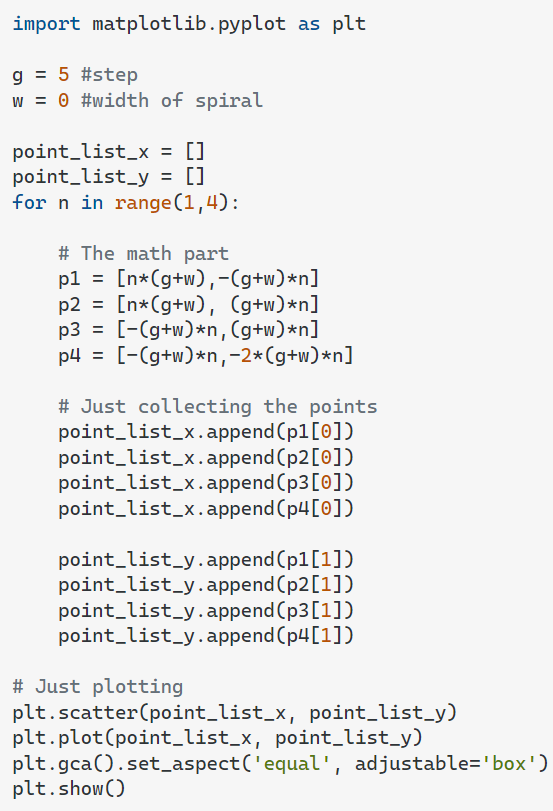 import matplotlib.pyplot as plt
g = 5 #step
w = 0 #width of spiral
point_list_x = []
point_list_y = []
for n in range(1,4):
    # The math part
    p1 = [n*(g+w),-(g+w)*n]
    p2 = [n*(g+w), (g+w)*n]
    p3 = [-(g+w)*n,(g+w)*n]
    p4 = [-(g+w)*n,-2*(g+w)*n]
    # Just collecting the points
    point_list_x.append(p1[0])
    point_list_x.append(p2[0])
    point_list_x.append(p3[0])
    point_list_x.append(p4[0])
    point_list_y.append(p1[1])
    point_list_y.append(p2[1])
    point_list_y.append(p3[1])
    point_list_y.append(p4[1])
# Just plotting
plt.scatter(point_list_x, point_list_y)
plt.plot(point_list_x, point_list_y)
plt.gca().set_aspect('equal', adjustable='box')
plt.show()